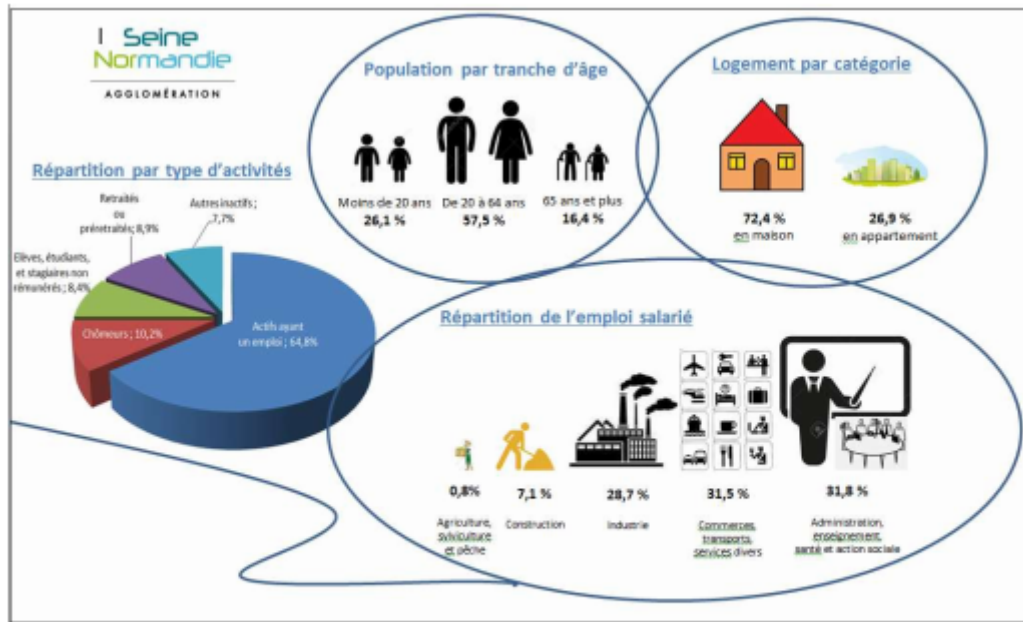 Seine
Normandie
AGGLOMÉRATION
Répartition par type d'activités
Retraités
ou
préretraités; 8,9%
Autres inactifs ;
7,7%
Elèves, étudiants,
et stagiaires non
rémunérés ; 8,4%
Chômeurs ; 10,2%
Actifs ayant
un emploi ; 64,8%
Population par tranche d'âge
Moins de 20 ans
26,1 %
De 20 à 64 ans
57,5 %
65 ans et plus
16,4 %
Logement par catégorie
72,4 %
en maison
26,9 %
en appartement
Répartition de l'emploi salarié
0,8%
Agriculture,
sylviculture
et pêche
7,1 %
Construction
28,7 %
Industrie
31,5 %
Commerces,
transports,
services divers
31,8 %
Administration,
enseignement,
santé et action sociale